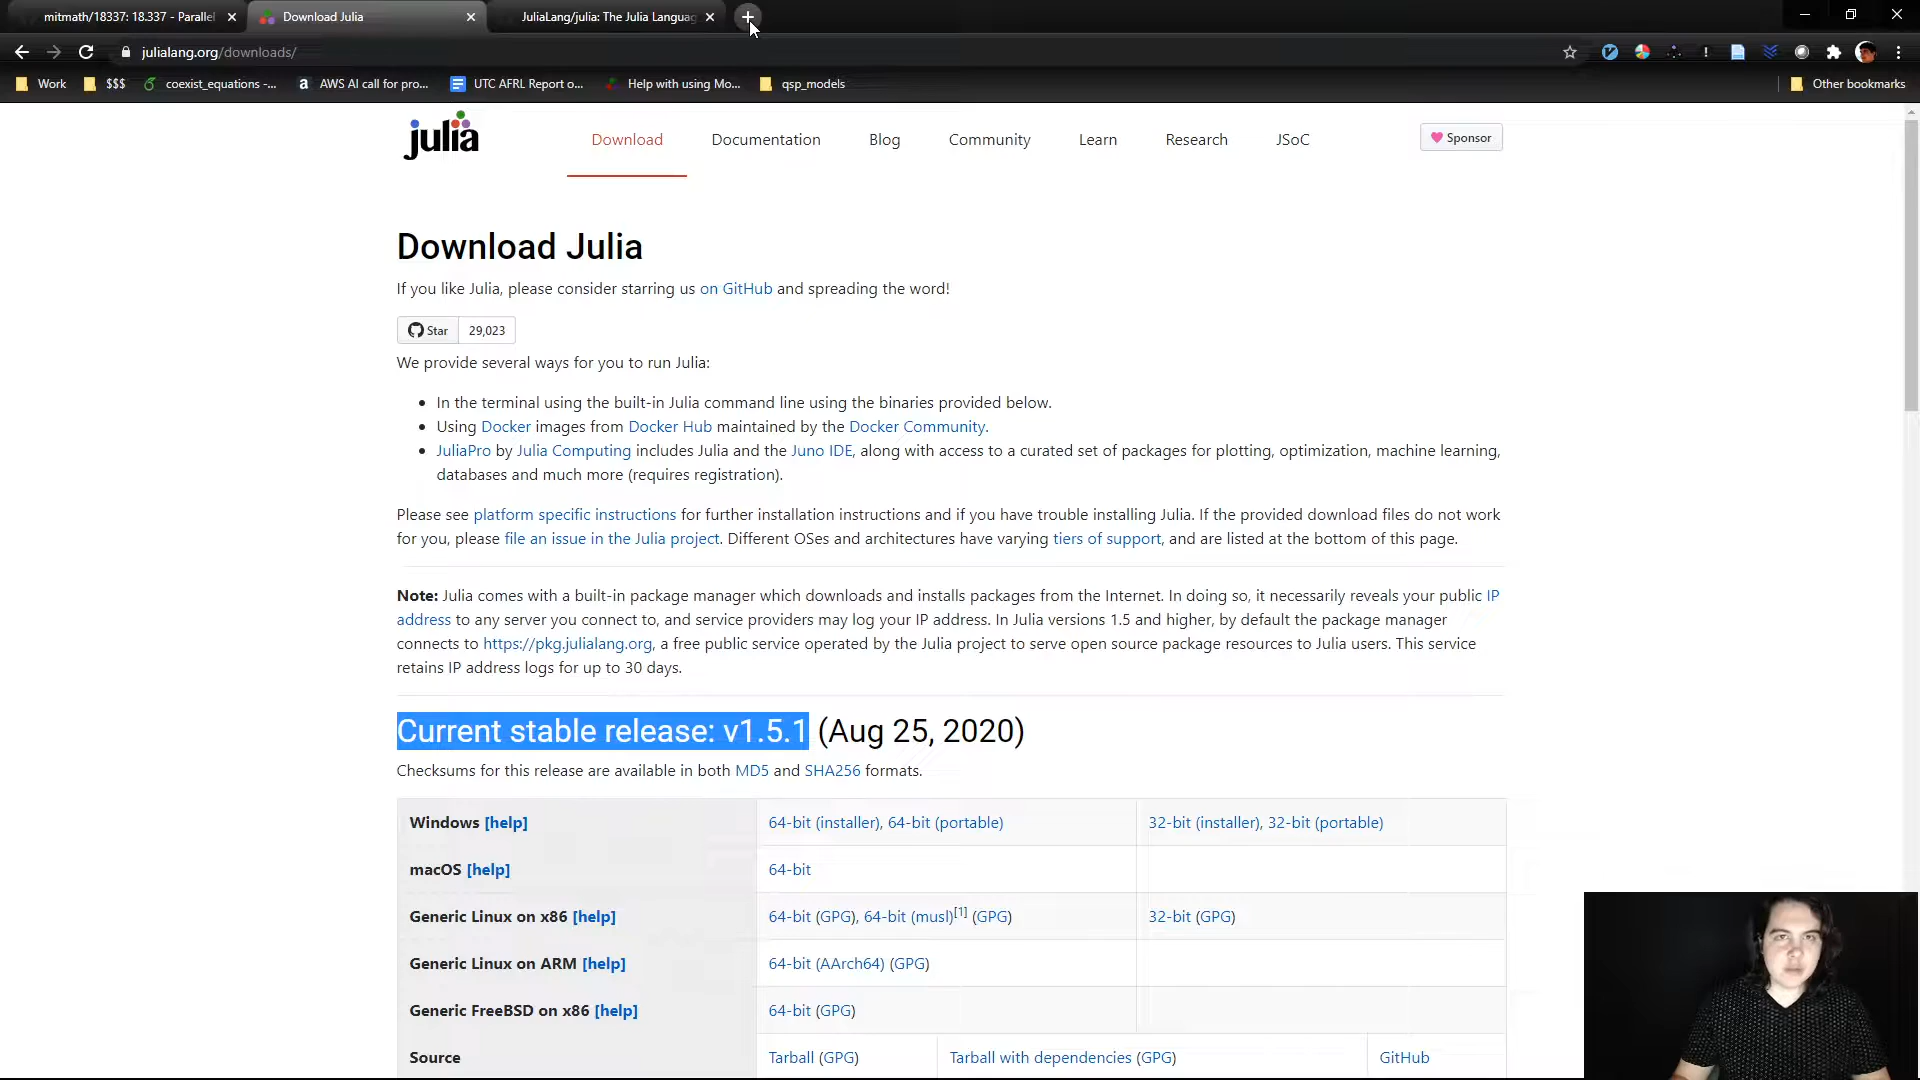 mitmath/18337: 18.337 - Parallel
Download Julia
JuliaLang/julia: The Julia Languag
julialang.org/downloads/
Work
$$$
coexist_equations -...
AWS AI call for pro...
UTC AFRL Report o...
Help with using Mo...
qsp_models
Other bookmarks
julia
Download
Documentation
Blog
Community
Learn
Research
JSoC
Sponsor
Download Julia
If you like Julia, please consider starring us on GitHub and spreading the word!
Star 29,023
We provide several ways for you to run Julia:
• In the terminal using the built-in Julia command line using the binaries provided below.
• Using Docker images from Docker Hub maintained by the Docker Community.
• JuliaPro by Julia Computing includes Julia and the Juno IDE, along with access to a curated set of packages for plotting, optimization, machine learning,
databases and much more (requires registration).
Please see platform specific instructions for further installation instructions and if you have trouble installing Julia. If the provided download files do not work
for you, please file an issue in the Julia project. Different OSes and architectures have varying tiers of support, and are listed at the bottom of this page.
Note: Julia comes with a built-in package manager which downloads and installs packages from the Internet. In doing so, it necessarily reveals your public IP
address to any server you connect to, and service providers may log your IP address. In Julia versions 1.5 and higher, by default the package manager
connects to https://pkg.julialang.org, a free public service operated by the Julia project to serve open source package resources to Julia users. This service
retains IP address logs for up to 30 days.
Current stable release: v1.5.1 (Aug 25, 2020)
Checksums for this release are available in both MD5 and SHA256 formats.
Windows [help] 64-bit (installer), 64-bit (portable) 32-bit (installer), 32-bit (portable)
macOS [help] 64-bit
Generic Linux on x86 [help] 64-bit (GPG), 64-bit (musl)[1] (GPG) 32-bit (GPG)
Generic Linux on ARM [help] 64-bit (AArch64) (GPG)
Generic FreeBSD on x86 [help] 64-bit (GPG)
Source Tarball (GPG) Tarball with dependencies (GPG) GitHub